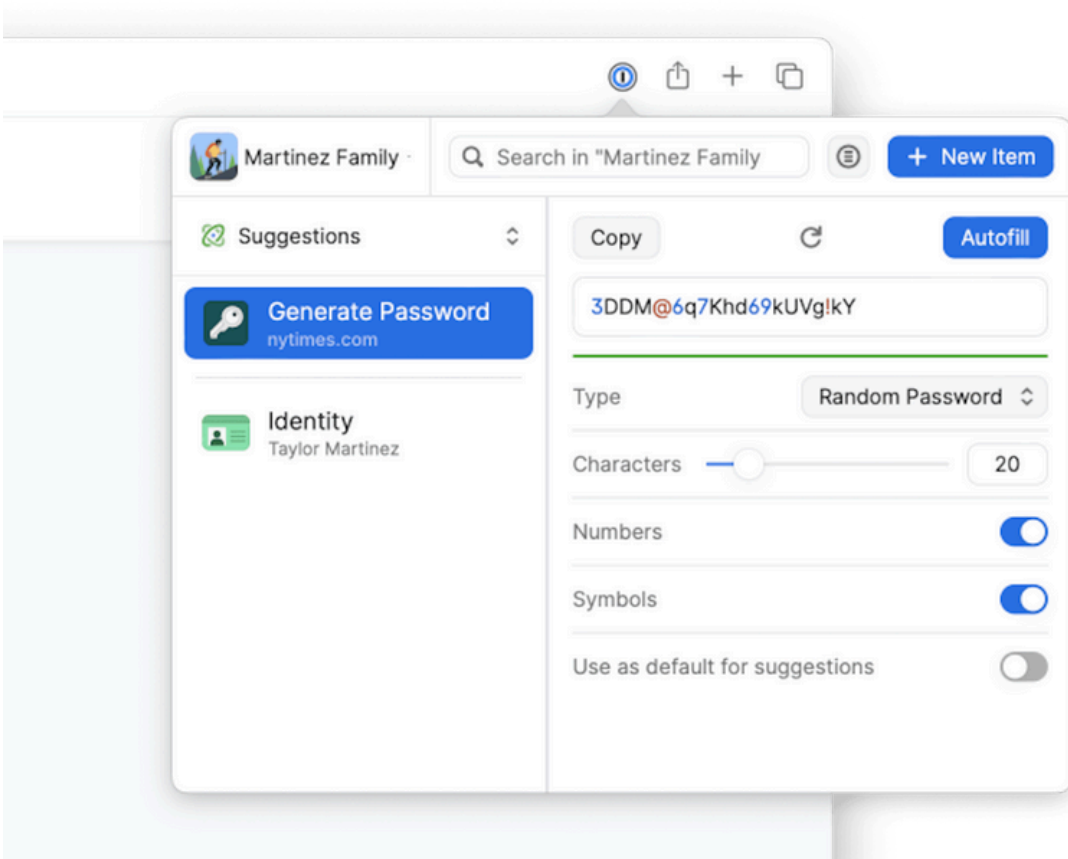 Martinez Family
Search in "Martinez Family
+ New Item
Suggestions
Generate Password
nytimes.com
Identity
Taylor Martinez
Copy
Autofill
3DDM@6q7Khd69kUVg!kY
Type
Random Password
Characters
20
Numbers
Symbols
Use as default for suggestions